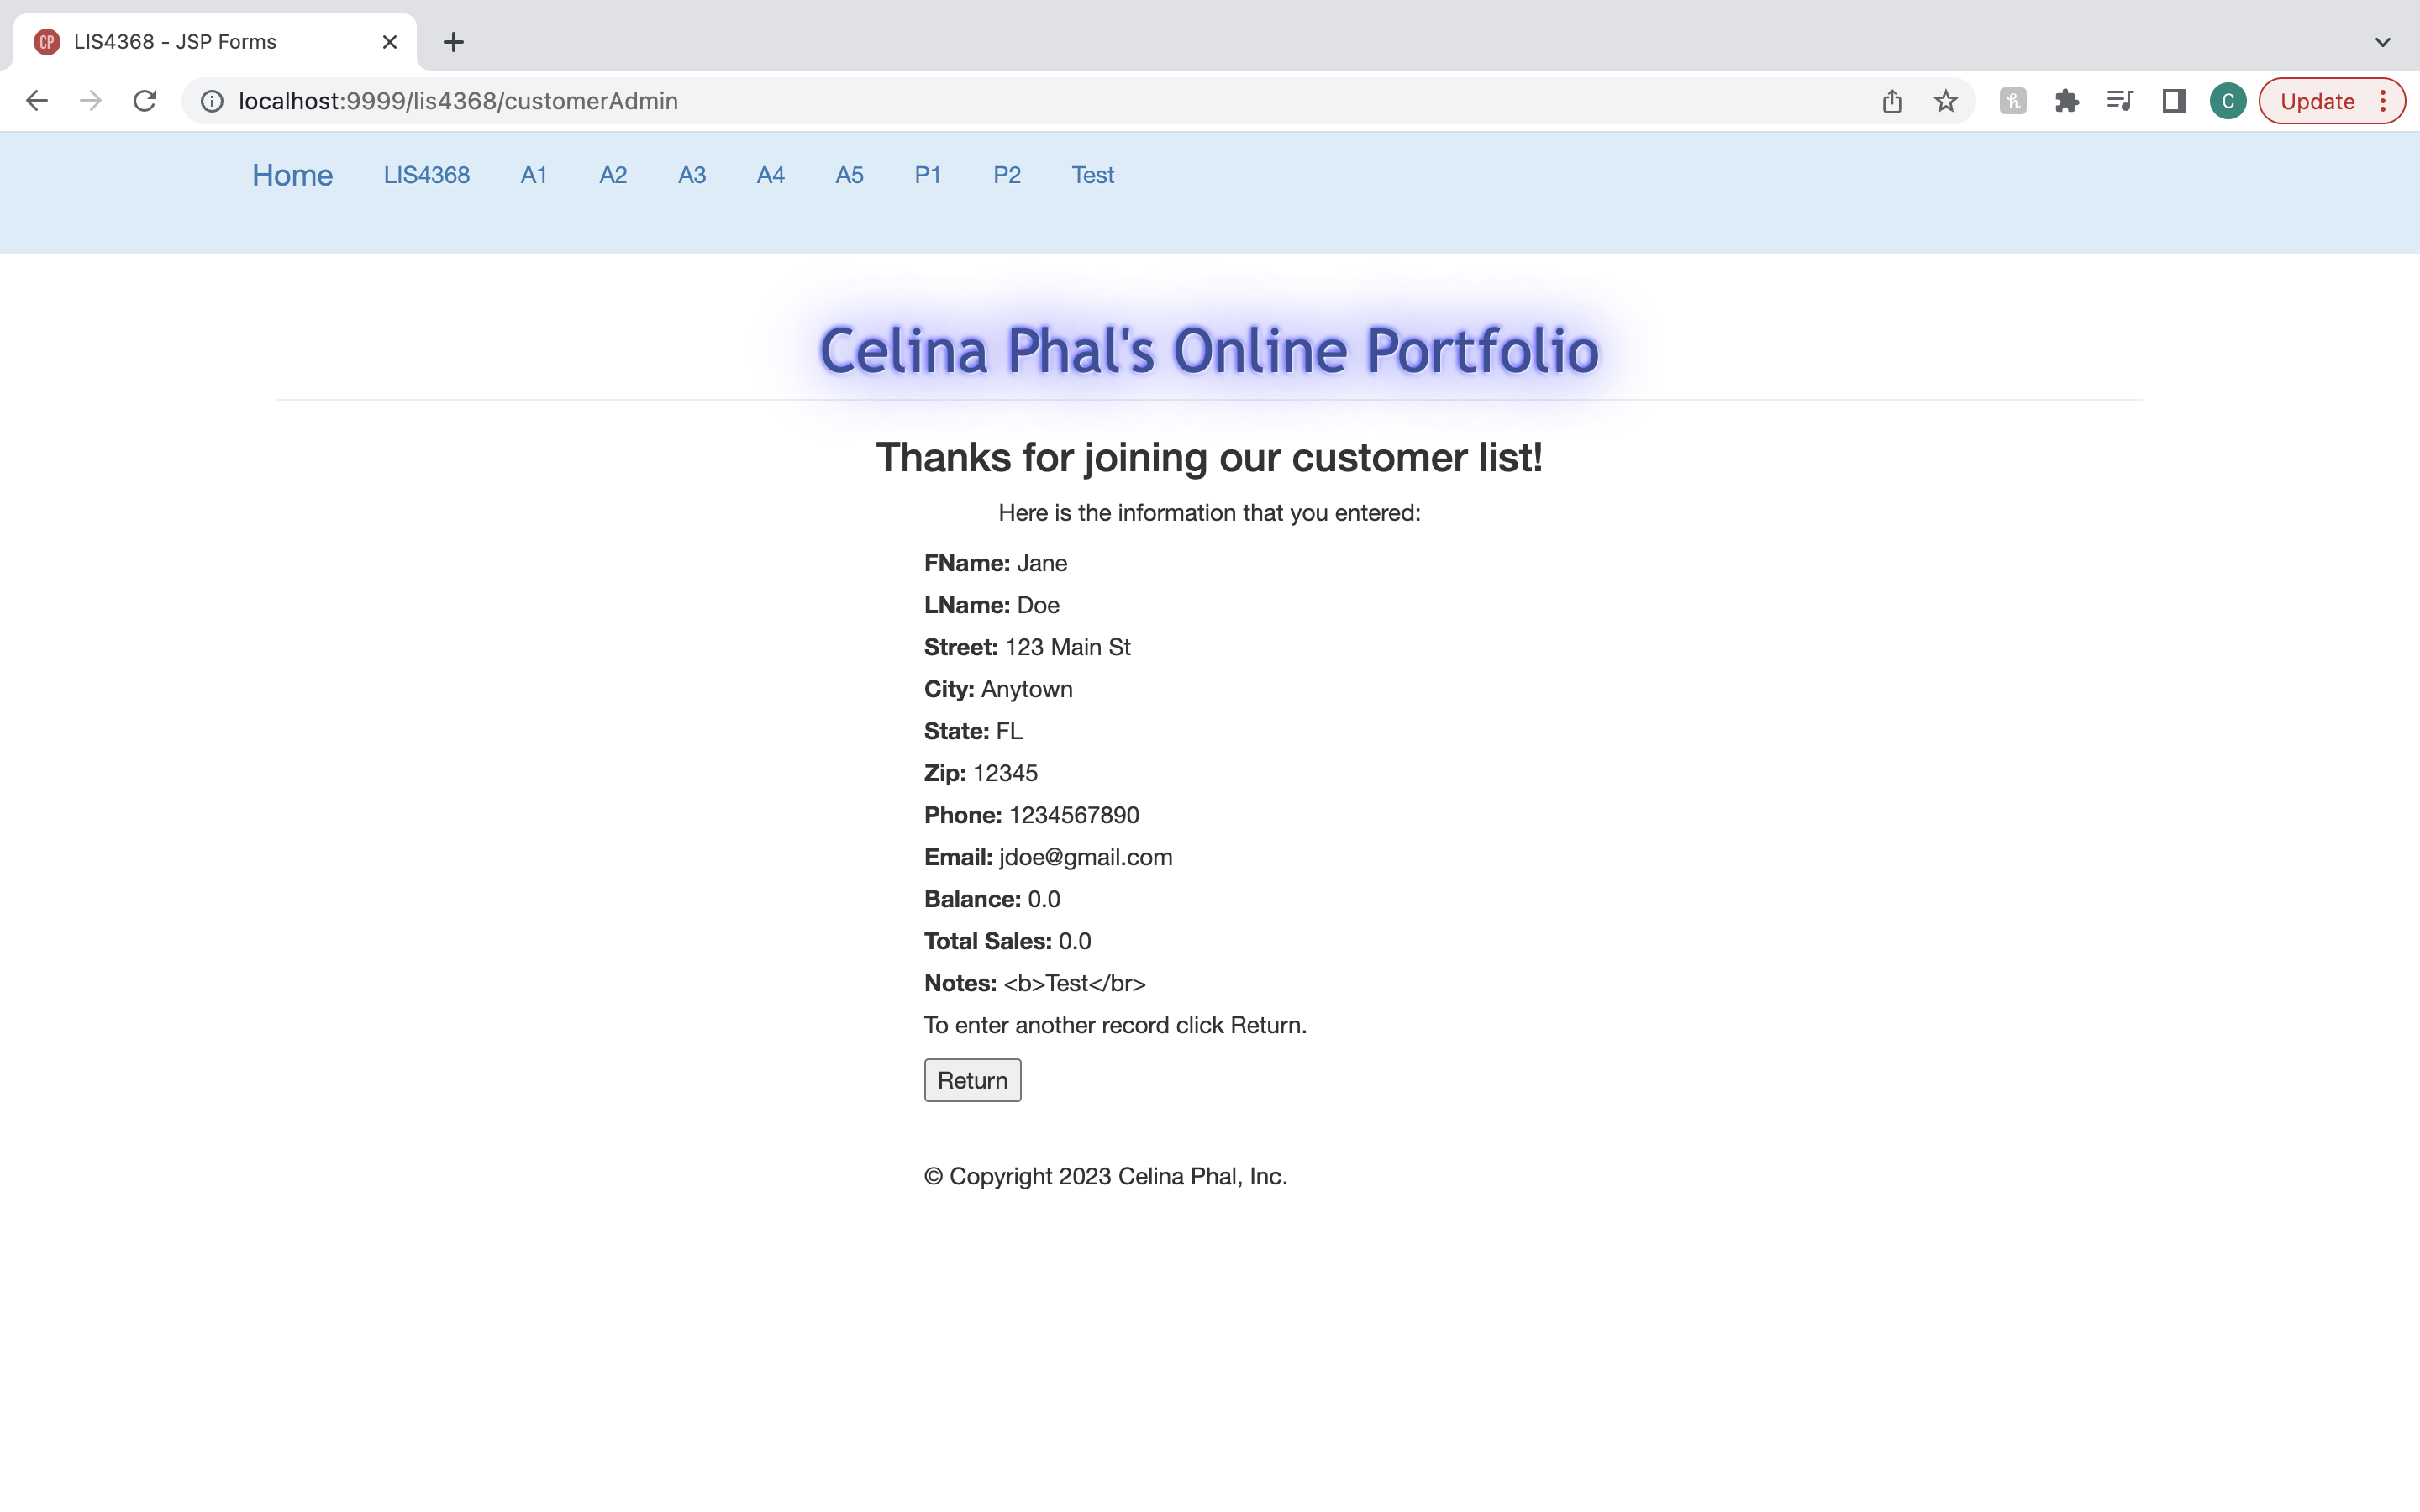 CP LIS4368 - JSP Forms
localhost:9999/lis4368/customerAdmin
C Update
Home LIS4368 A1 A2 A3 A4 A5 P1 P2 Test
Celina Phal's Online Portfolio
Thanks for joining our customer list!
Here is the information that you entered:
FName: Jane
LName: Doe
Street: 123 Main St
City: Anytown
State: FL
Zip: 12345
Phone: 1234567890
Email: jdoe@gmail.com
Balance: 0.0
Total Sales: 0.0
Notes: <b>Test</br>
To enter another record click Return.
Return
© Copyright 2023 Celina Phal, Inc.